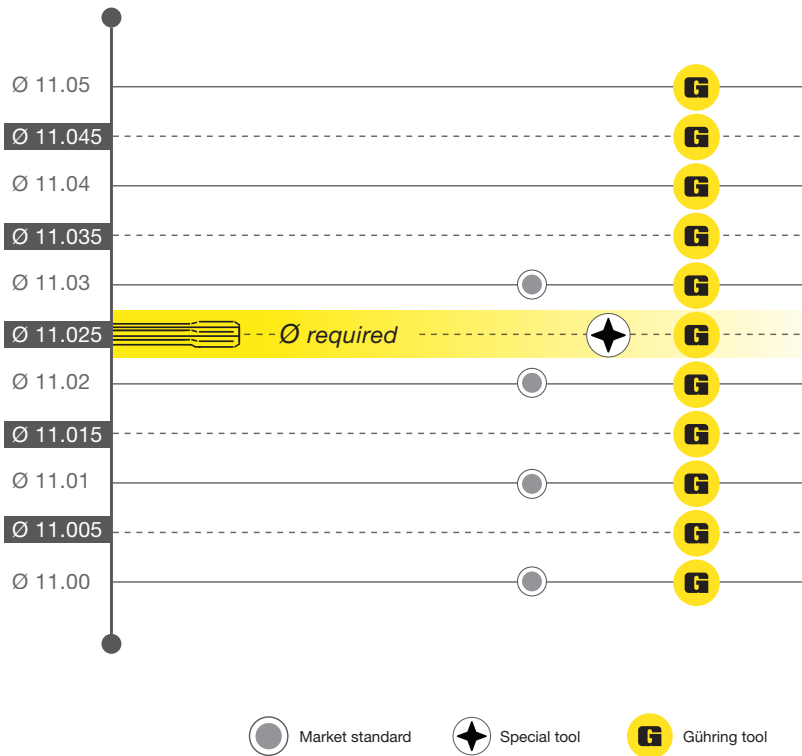 Ø 11.05 G
Ø 11.045 G
Ø 11.04 G
Ø 11.035 G
Ø 11.03 G
Ø 11.025 Ø required G
Ø 11.02 G
Ø 11.015 G
Ø 11.01 G
Ø 11.005 G
Ø 11.00 G
Market standard Special tool G Gühring tool